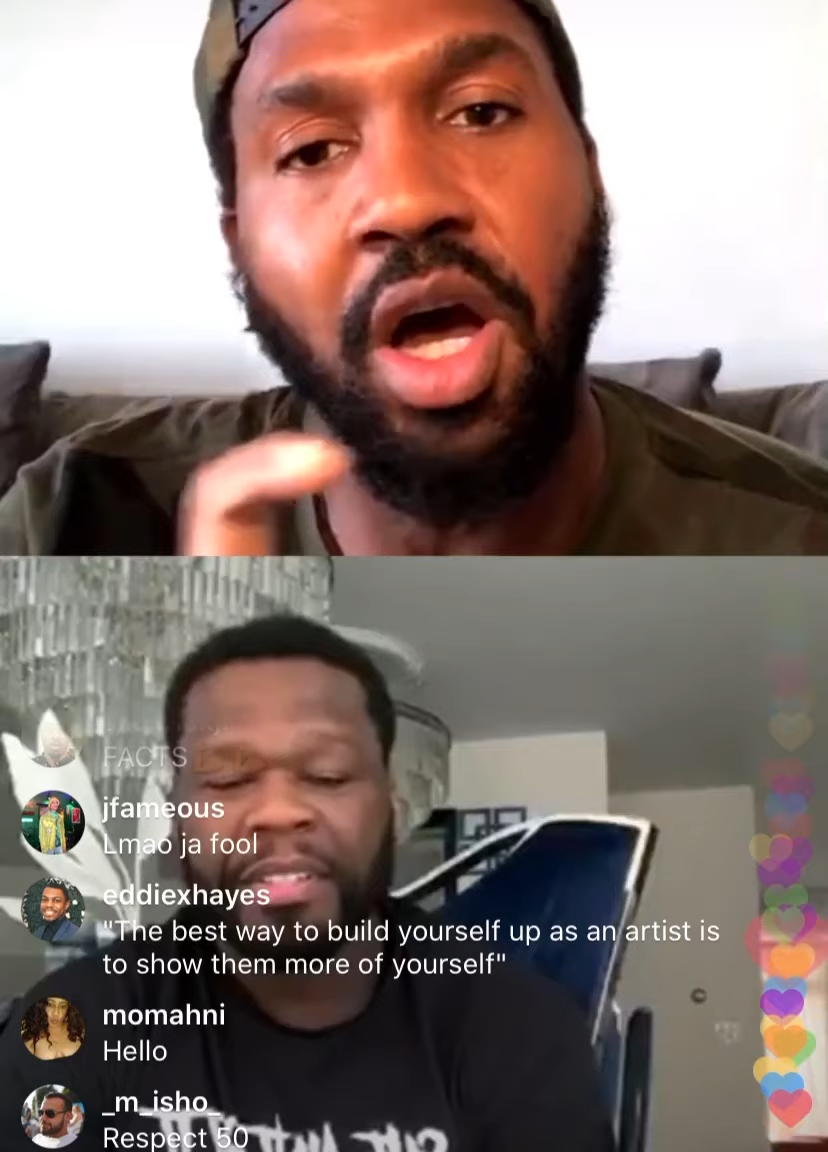 FACTS
jfameous
Lmao ja fool
eddiexhayes
"The best way to build yourself up as an artist is
to show them more of yourself"
momahni
Hello
_m_isho_
Respect 50